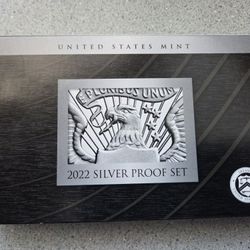 UNITED STATES MINT
E PLURIBUS UNUM
2022 SILVER PROOF SET